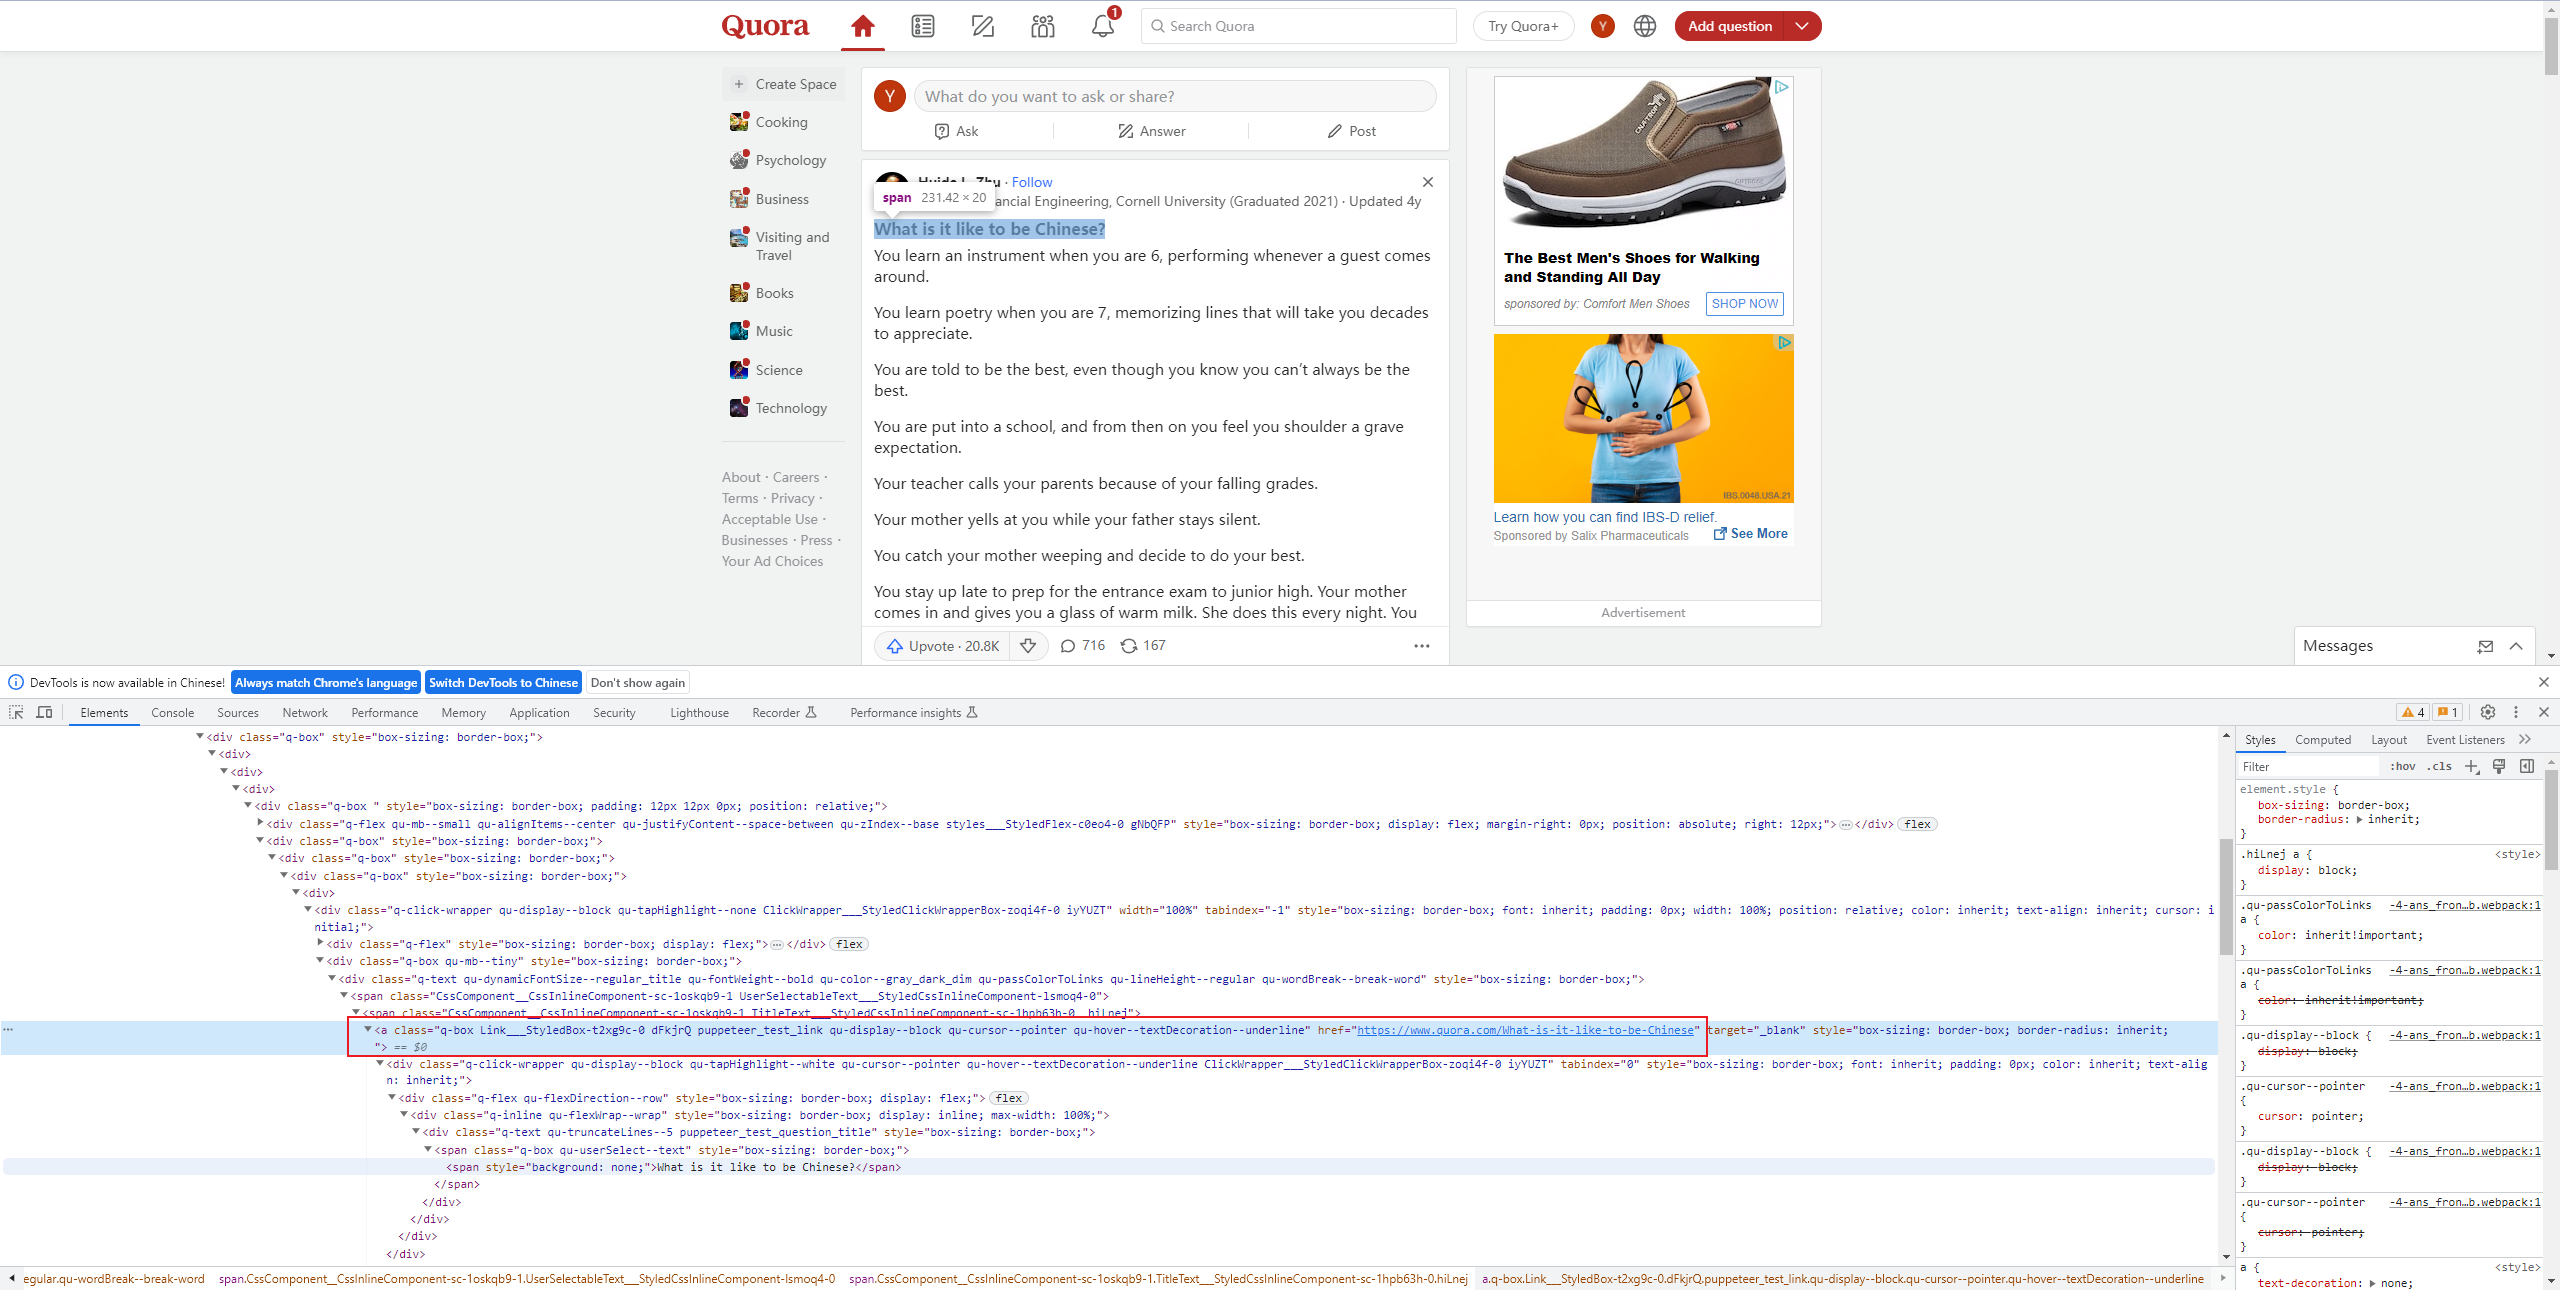 Quora
1
Search Quora
Try Quora+
Y
Add question
Create Space
Cooking
Psychology
Business
Visiting and
Travel
Books
Music
Science
Technology
About · Careers ·
Terms · Privacy ·
Acceptable Use ·
Businesses · Press ·
Your Ad Choices
Y
What do you want to ask or share?
Ask
Answer
Post
· Follow
span 231.42 × 20
ancial Engineering, Cornell University (Graduated 2021) · Updated 4y
What is it like to be Chinese?
You learn an instrument when you are 6, performing whenever a guest comes
around.
You learn poetry when you are 7, memorizing lines that will take you decades
to appreciate.
You are told to be the best, even though you know you can’t always be the
best.
You are put into a school, and from then on you feel you shoulder a grave
expectation.
Your teacher calls your parents because of your falling grades.
Your mother yells at you while your father stays silent.
You catch your mother weeping and decide to do your best.
You stay up late to prep for the entrance exam to junior high. Your mother
comes in and gives you a glass of warm milk. She does this every night. You
Upvote · 20.8K
716
167
The Best Men's Shoes for Walking
and Standing All Day
sponsored by: Comfort Men Shoes
SHOP NOW
IBS.0048.USA.21
Learn how you can find IBS-D relief.
Sponsored by Salix Pharmaceuticals
See More
Advertisement
Messages
DevTools is now available in Chinese!
Always match Chrome's language
Switch DevTools to Chinese
Don't show again
Elements
Console
Sources
Network
Performance
Memory
Application
Security
Lighthouse
Recorder
Performance insights
4
1
<div class="q-box" style="box-sizing: border-box;">
<div>
<div>
<div>
<div class="q-box " style="box-sizing: border-box; padding: 12px 12px 0px; position: relative;">
<div class="q-flex qu-mb--small qu-alignItems--center qu-justifyContent--space-between qu-zIndex--base styles___StyledFlex-c0eo4-0 gNbQFP" style="box-sizing: border-box; display: flex; margin-right: 0px; position: absolute; right: 12px;">…</div> flex
<div class="q-box" style="box-sizing: border-box;">
<div class="q-box" style="box-sizing: border-box;">
<div class="q-box" style="box-sizing: border-box;">
<div>
<div class="q-click-wrapper qu-display--block qu-tapHighlight--none ClickWrapper___StyledClickWrapperBox-zoqi4f-0 iyYUZT" width="100%" tabindex="-1" style="box-sizing: border-box; font: inherit; padding: 0px; width: 100%; position: relative; color: inherit; text-align: inherit; cursor: i
nitial;">
<div class="q-flex" style="box-sizing: border-box; display: flex;">…</div> flex
<div class="q-box qu-mb--tiny" style="box-sizing: border-box;">
<div class="q-text qu-dynamicFontSize--regular_title qu-fontWeight--bold qu-color--gray_dark_dim qu-passColorToLinks qu-lineHeight--regular qu-wordBreak--break-word" style="box-sizing: border-box;">
<span class="CssComponent__CssInlineComponent-sc-1oskqb9-1 UserSelectableText___StyledCssInlineComponent-lsmoq4-0">
<span class="CssComponent__CssInlineComponent-sc-1oskqb9-1 TitleText___StyledCssInlineComponent-sc-1hpb63h-0 hiLnej">
<a class="q-box Link___StyledBox-t2xg9c-0 dFkjrQ puppeteer_test_link qu-display--block qu-cursor--pointer qu-hover--textDecoration--underline" href="https://www.quora.com/What-is-it-like-to-be-Chinese" target="_blank" style="box-sizing: border-box; border-radius: inherit;
"> == $0
<div class="q-click-wrapper qu-display--block qu-tapHighlight--white qu-cursor--pointer qu-hover--textDecoration--underline ClickWrapper___StyledClickWrapperBox-zoqi4f-0 iyYUZT" tabindex="0" style="box-sizing: border-box; font: inherit; padding: 0px; color: inherit; text-alig
n: inherit;">
<div class="q-flex qu-flexDirection--row" style="box-sizing: border-box; display: flex;"> flex
<div class="q-inline qu-flexWrap--wrap" style="box-sizing: border-box; display: inline; max-width: 100%;">
<div class="q-text qu-truncateLines--5 puppeteer_test_question_title" style="box-sizing: border-box;">
<span class="q-box qu-userSelect--text" style="box-sizing: border-box;">
<span style="background: none;">What is it like to be Chinese?</span>
</span>
</div>
</div>
</div>
</div>
egular.qu-wordBreak--break-word
span.CssComponent__CssInlineComponent-sc-1oskqb9-1.UserSelectableText___StyledCssInlineComponent-lsmoq4-0
span.CssComponent__CssInlineComponent-sc-1oskqb9-1.TitleText___StyledCssInlineComponent-sc-1hpb63h-0.hiLnej
a.q-box.Link___StyledBox-t2xg9c-0.dFkjrQ.puppeteer_test_link.qu-display--block.qu-cursor--pointer.qu-hover--textDecoration--underline
Styles
Computed
Layout
Event Listeners
Filter
:hov
.cls
element.style {
box-sizing: border-box;
border-radius: inherit;
}
.hiLnej a { <style>
display: block;
}
.qu-passColorToLinks -4-ans_fron…b.webpack:1
a {
color: inherit!important;
}
.qu-passColorToLinks -4-ans_fron…b.webpack:1
a {
color: inherit!important;
}
.qu-display--block { -4-ans_fron…b.webpack:1
display: block;
}
.qu-cursor--pointer -4-ans_fron…b.webpack:1
{
cursor: pointer;
}
.qu-display--block { -4-ans_fron…b.webpack:1
display: block;
}
.qu-cursor--pointer -4-ans_fron…b.webpack:1
{
cursor: pointer;
}
a { <style>
text-decoration: none;